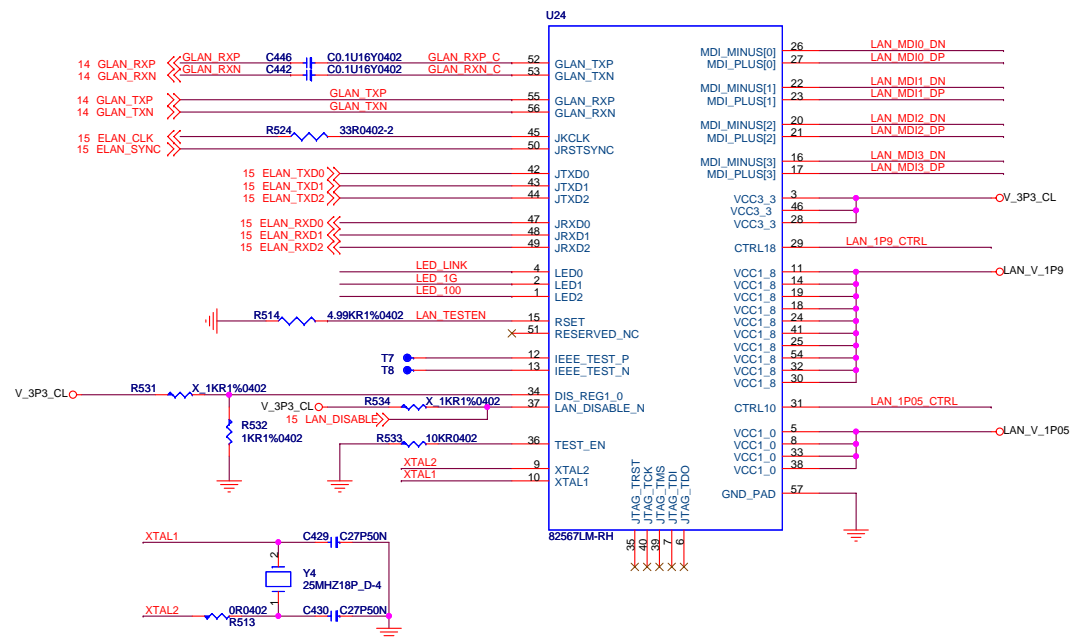 U24
14 GLAN_RXP GLAN_RXP C446 C0.1U16Y0402 GLAN_RXP_C 52 GLAN_TXP MDI_MINUS[0] 26 LAN_MDI0_DN
14 GLAN_RXN GLAN_RXN C442 C0.1U16Y0402 GLAN_RXN_C 53 GLAN_TXN MDI_PLUS[0] 27 LAN_MDI0_DP
MDI_MINUS[1] 22 LAN_MDI1_DN
14 GLAN_TXP GLAN_TXP 55 GLAN_RXP MDI_PLUS[1] 23 LAN_MDI1_DP
14 GLAN_TXN GLAN_TXN 56 GLAN_RXN
MDI_MINUS[2] 20 LAN_MDI2_DN
15 ELAN_CLK R524 33R0402-2 45 JKCLK MDI_PLUS[2] 21 LAN_MDI2_DP
15 ELAN_SYNC 50 JRSTSYNC
MDI_MINUS[3] 16 LAN_MDI3_DN
15 ELAN_TXD0 42 JTXD0 MDI_PLUS[3] 17 LAN_MDI3_DP
15 ELAN_TXD1 43 JTXD1
15 ELAN_TXD2 44 JTXD2 VCC3_3 3 V_3P3_CL
VCC3_3 46
15 ELAN_RXD0 47 JRXD0 VCC3_3 28
15 ELAN_RXD1 48 JRXD1
15 ELAN_RXD2 49 JRXD2 CTRL18 29 LAN_1P9_CTRL
LED_LINK 4 LED0 VCC1_8 11 LAN_V_1P9
LED_1G 2 LED1 VCC1_8 14
LED_100 1 LED2 VCC1_8 19
VCC1_8 18
R514 4.99KR1%0402 LAN_TESTEN 15 RSET VCC1_8 24
51 RESERVED_NC VCC1_8 41
VCC1_8 25
T7 12 IEEE_TEST_P VCC1_8 54
T8 13 IEEE_TEST_N VCC1_8 32
VCC1_8 30
V_3P3_CL R531 X_1KR1%0402 34 DIS_REG1_0
V_3P3_CL R534 X_1KR1%0402 37 LAN_DISABLE_N CTRL10 31 LAN_1P05_CTRL
15 LAN_DISABLE
R532
1KR1%0402
VCC1_0 5 LAN_V_1P05
R533 10KR0402 36 TEST_EN VCC1_0 8
VCC1_0 33
XTAL2 9 XTAL2 VCC1_0 38
XTAL1 10 XTAL1
GND_PAD 57
JTAG_TRST
JTAG_TCK
JTAG_TMS
JTAG_TDI
JTAG_TDO
82567LM-RH
35
40
39
7
6
XTAL1 C429 C27P50N
2
Y4
25MHZ18P_D-4
1
XTAL2 0R0402 C430 C27P50N
R513